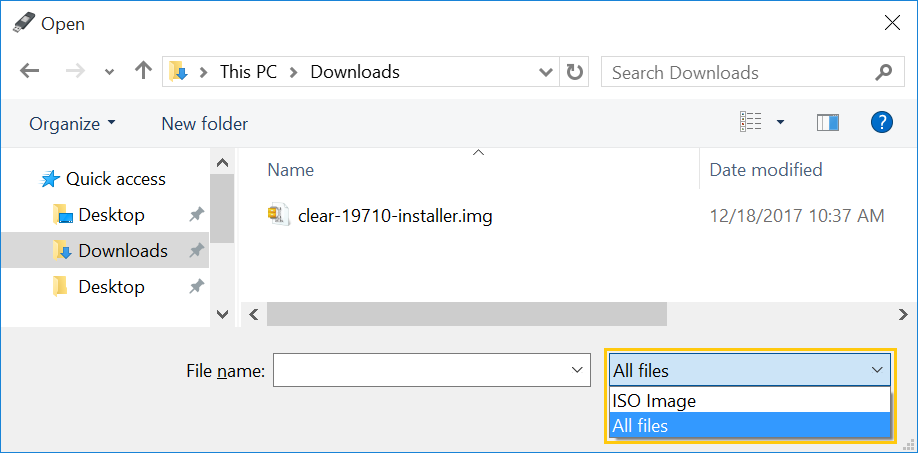 Open
This PC > Downloads
Search Downloads
Organize
New folder
?
Name
Date modified
Quick access
Desktop
Downloads
Desktop
clear-19710-installer.img
12/18/2017 10:37 AM
File name:
All files
ISO Image
All files